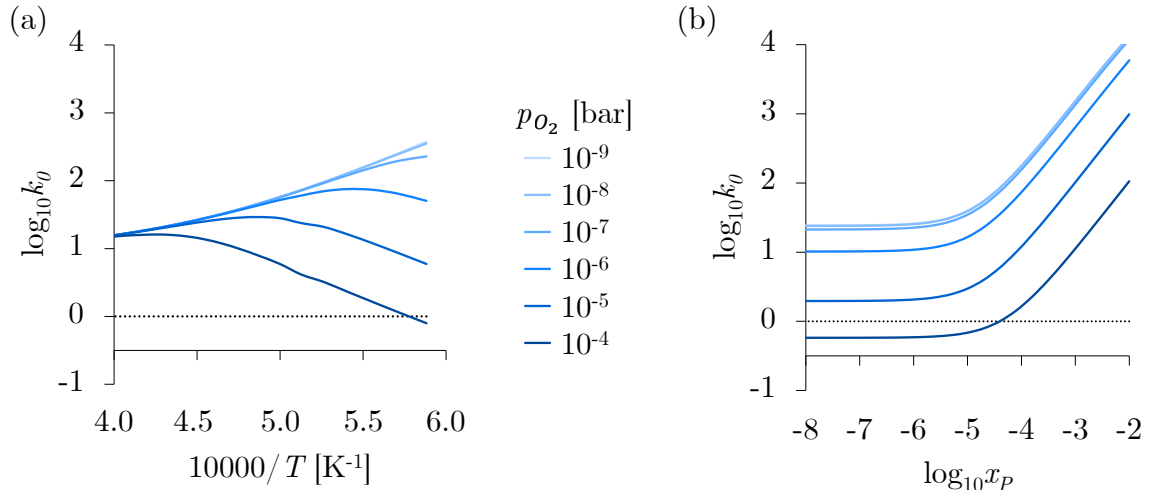 (a)
4
3
2
1
0
-1
log₁₀k₀
4.0 4.5 5.0 5.5 6.0
10000/ T [K⁻¹]
p_O₂ [bar]
10⁻⁹
10⁻⁸
10⁻⁷
10⁻⁶
10⁻⁵
10⁻⁴
(b)
4
3
2
1
0
-1
log₁₀k₀
-8 -7 -6 -5 -4 -3 -2
log₁₀x_P